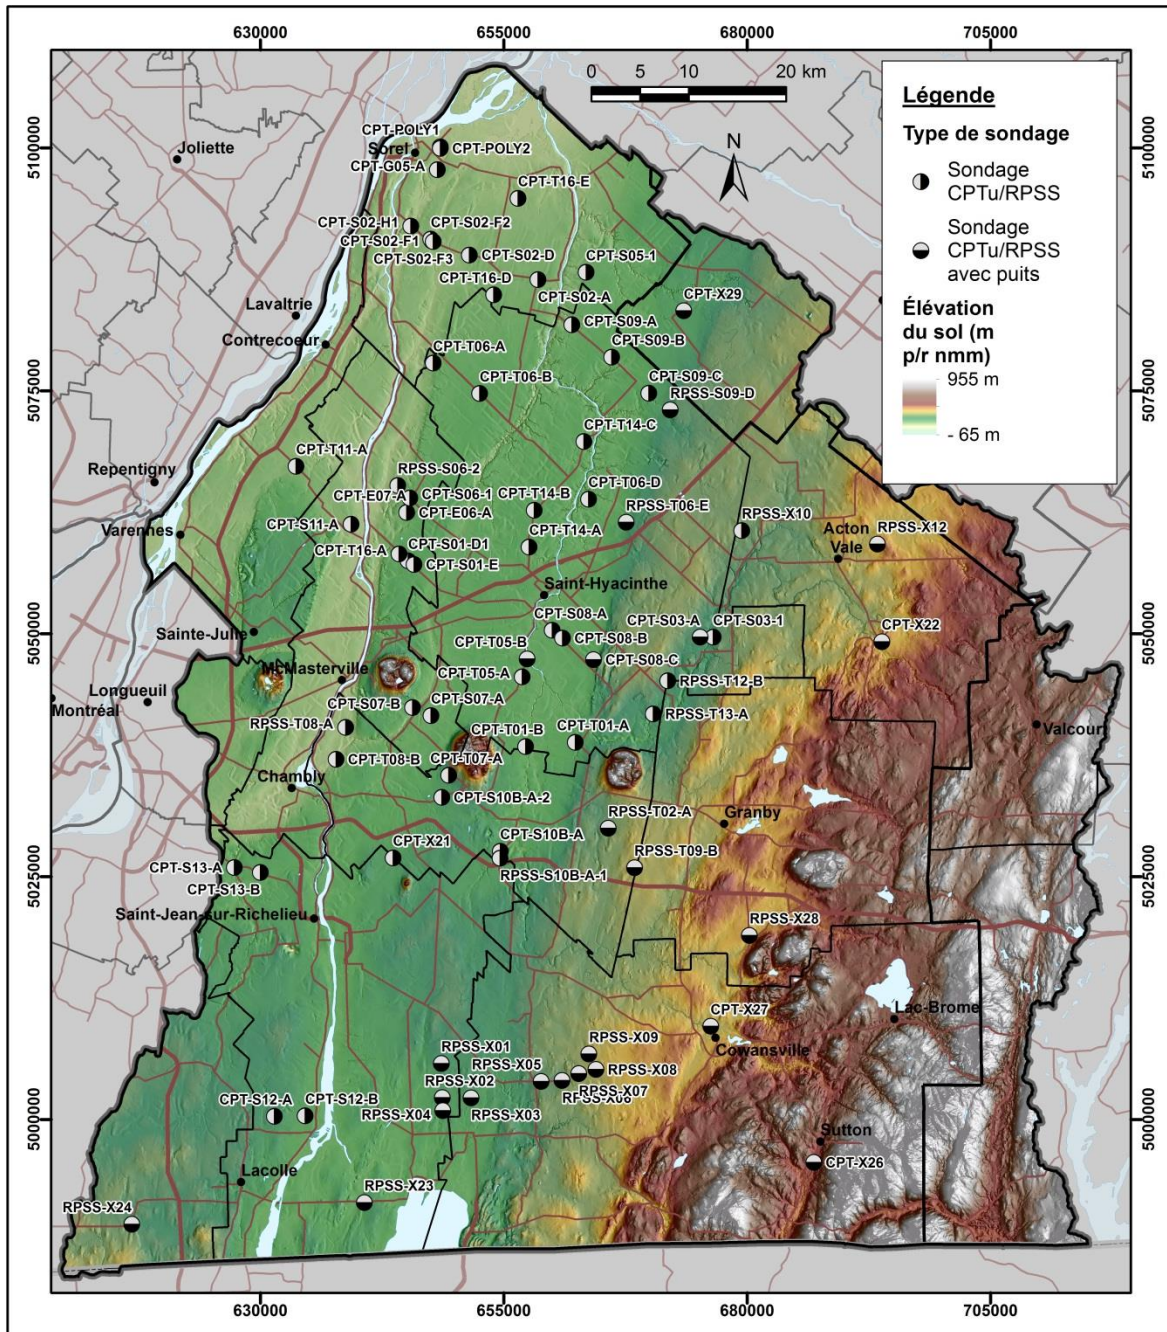 630000
655000
680000
705000
0 5 10 20 km
Légende
Type de sondage
Sondage
CPTu/RPSS
Sondage
CPTu/RPSS
avec puits
Élévation
du sol (m
p/r nmm)
955 m
- 65 m
N
5100000
5100000
5075000
5075000
5050000
5050000
5025000
5025000
5000000
5000000
CPT-POLY1
Joliette
Sorel
CPT-POLY2
CPT-G05-A
CPT-T16-E
CPT-S02-H1
CPT-S02-F2
CPT-S02-F1
CPT-S02-F3
CPT-S02-D
CPT-S05-1
CPT-T16-D
CPT-S02-A
CPT-X29
Lavaltrie
CPT-S09-A
Contrecoeur
CPT-S09-B
CPT-T06-A
CPT-T06-B
CPT-S09-C
RPSS-S09-D
CPT-T14-C
CPT-T11-A
Repentigny
RPSS-S06-2
CPT-E07-A
CPT-S06-1
CPT-T14-B
CPT-T06-D
CPT-E06-A
CPT-S11-A
RPSS-T06-E
RPSS-X10
Varennes
CPT-T14-A
Acton
Vale
RPSS-X12
CPT-T16-A
CPT-S01-D1
CPT-S01-E
Saint-Hyacinthe
CPT-S08-A
CPT-S03-A
CPT-S03-1
CPT-X22
Sainte-Julie
CPT-S08-B
CPT-T05-B
CPT-S08-C
McMasterville
CPT-T05-A
RPSS-T12-B
Longueuil
Montréal
CPT-S07-B
CPT-S07-A
RPSS-T13-A
RPSS-T08-A
CPT-T01-B
CPT-T01-A
Valcourt
CPT-T08-B
CPT-T07-A
Chambly
CPT-S10B-A-2
RPSS-T02-A
Granby
CPT-X21
CPT-S10B-A
RPSS-T09-B
CPT-S13-A
RPSS-S10B-A-1
CPT-S13-B
Saint-Jean-sur-Richelieu
RPSS-X28
CPT-X27
Lac-Brome
RPSS-X01
RPSS-X05
RPSS-X09
Cowansville
RPSS-X02
RPSS-X08
RPSS-X07
CPT-S12-A
CPT-S12-B
RPSS-X04
RPSS-X03
Sutton
CPT-X26
Lacolle
RPSS-X24
RPSS-X23
630000
655000
680000
705000